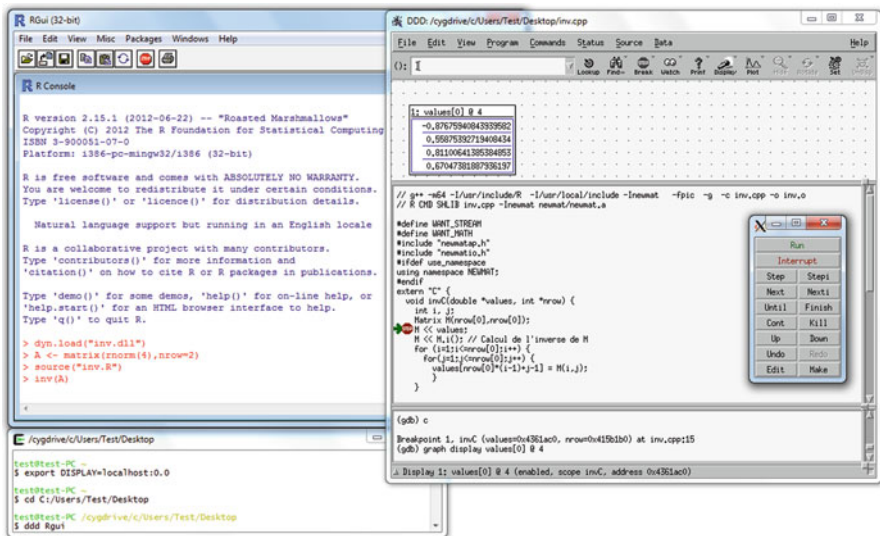 RGui (32-bit)
File Edit View Misc Packages Windows Help
R Console
R version 2.15.1 (2012-06-22) -- "Roasted Marshmallows"
Copyright (C) 2012 The R Foundation for Statistical Computing
ISBN 3-900051-07-0
Platform: i386-pc-mingw32/i386 (32-bit)
R is free software and comes with ABSOLUTELY NO WARRANTY.
You are welcome to redistribute it under certain conditions.
Type 'license()' or 'licence()' for distribution details.
Natural language support but running in an English locale
R is a collaborative project with many contributors.
Type 'contributors()' for more information and
'citation()' on how to cite R or R packages in publications.
Type 'demo()' for some demos, 'help()' for on-line help, or
'help.start()' for an HTML browser interface to help.
Type 'q()' to quit R.
> dyn.load("inv.dll")
> A <- matrix(rnorm(4),nrow=2)
> source("inv.R")
> inv(A)
/cygdrive/c/Users/Test/Desktop
test@test-PC ~
$ export DISPLAY=localhost:0.0
test@test-PC ~
$ cd C:/Users/Test/Desktop
test@test-PC /cygdrive/c/Users/Test/Desktop
$ ddd Rgui
DDD: /cygdrive/c/Users/Test/Desktop/inv.cpp
File Edit View Program Commands Status Source Data Help
():
Lookup Find» Break Watch Print Display Plot Hide Rotate Set
1: values[0] @ 4
-0.87675940843939582
0.55875392719408434
0.81100641385384853
0.67047381887936197
// g++ -m64 -I/usr/include/R -I/usr/local/include -Inewmat -fpic -g -c inv.cpp -o inv.o
// R CMD SHLIB inv.cpp -Inewmat newmat/newmat.a
#define WANT_STREAM
#define WANT_MATH
#include "newmatap.h"
#include "newmatio.h"
#ifdef use_namespace
using namespace NEWMAT;
#endif
extern "C" {
void invC(double *values, int *nrow) {
int i, j;
Matrix M(nrow[0],nrow[0]);
M << values;
M << M.i(); // Calcul de l'inverse de M
for (i=1;i<=nrow[0];i++) {
for(j=1;j<=nrow[0];j++) {
values[nrow[0]*(i-1)+j-1] = M(i,j);
}
}
Run
Interrupt
Step Stepi
Next Nexti
Until Finish
Cont Kill
Up Down
Undo Redo
Edit Make
(gdb) c
Breakpoint 1, invC (values=0x4361ac0, nrow=0x415b1b0) at inv.cpp:15
(gdb) graph display values[0] @ 4
Display 1: values[0] @ 4 (enabled, scope invC, address 0x4361ac0)